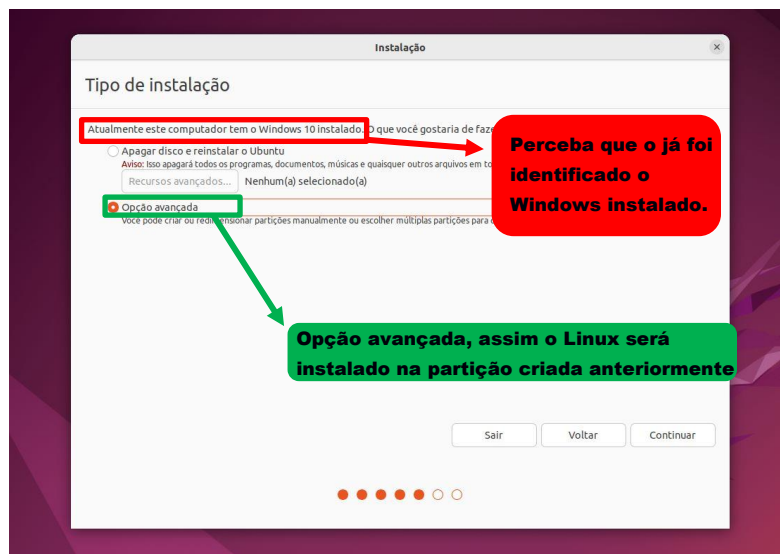 Instalação
Tipo de instalação
Atualmente este computador tem o Windows 10 instalado. O que você gostaria de faze
Apagar disco e reinstalar o Ubuntu
Aviso: Isso apagará todos os programas, documentos, músicas e quaisquer outros arquivos em to
Recursos avançados... Nenhum(a) selecionado(a)
Opção avançada
Você pode criar ou redimensionar partições manualmente ou escolher múltiplas partições para
Perceba que o já foi
identificado o
Windows instalado.
Opção avançada, assim o Linux será
instalado na partição criada anteriormente
Sair Voltar Continuar